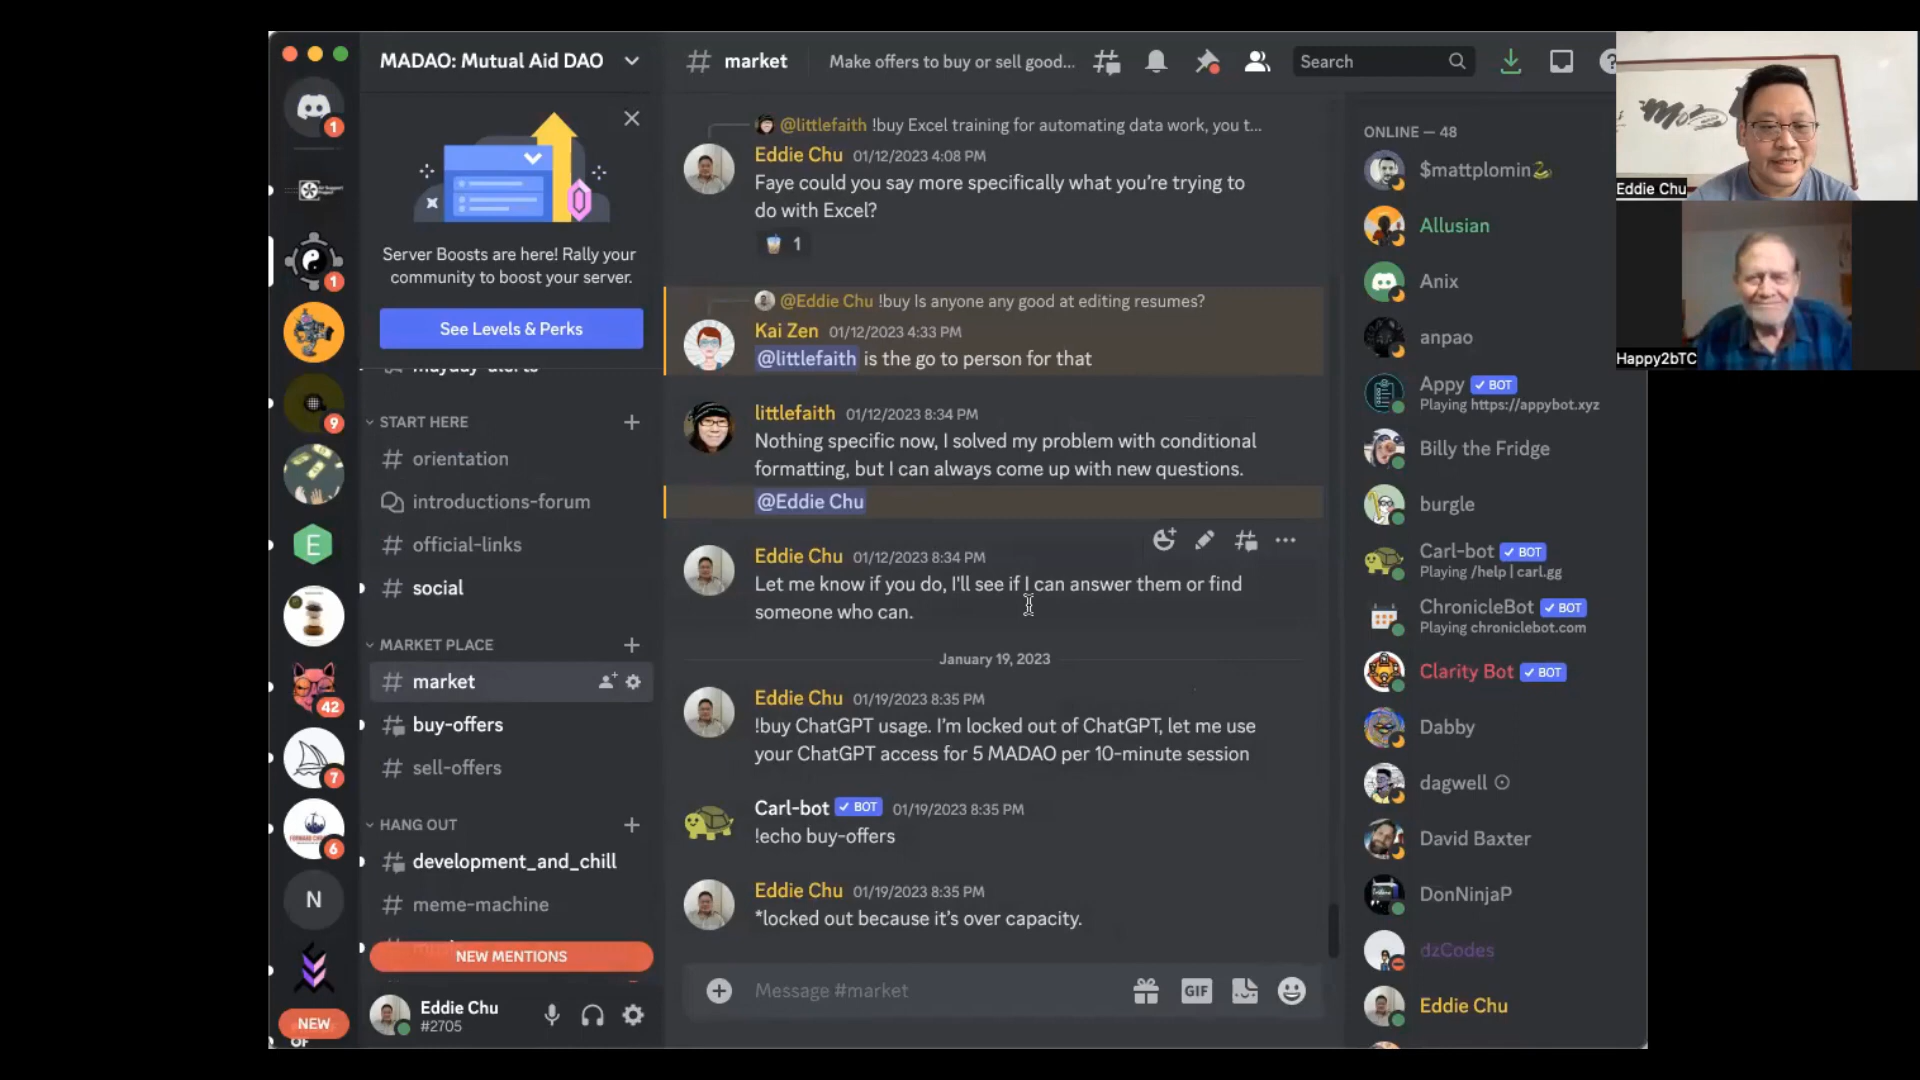 MADAO: Mutual Aid DAO
market
Make offers to buy or sell good...
Search
Server Boosts are here! Rally your
community to boost your server.
See Levels & Perks
START HERE
orientation
introductions-forum
official-links
social
MARKET PLACE
market
buy-offers
sell-offers
HANG OUT
development_and_chill
meme-machine
NEW MENTIONS
Eddie Chu
#2705
1
1
9
E
42
7
6
N
NEW
@littlefaith !buy Excel training for automating data work, you t...
Eddie Chu 01/12/2023 4:08 PM
Faye could you say more specifically what you're trying to
do with Excel?
1
@Eddie Chu !buy Is anyone any good at editing resumes?
Kai Zen 01/12/2023 4:33 PM
@littlefaith is the go to person for that
littlefaith 01/12/2023 8:34 PM
Nothing specific now, I solved my problem with conditional
formatting, but I can always come up with new questions.
@Eddie Chu
Eddie Chu 01/12/2023 8:34 PM
Let me know if you do, I'll see if I can answer them or find
someone who can.
January 19, 2023
Eddie Chu 01/19/2023 8:35 PM
!buy ChatGPT usage. I'm locked out of ChatGPT, let me use
your ChatGPT access for 5 MADAO per 10-minute session
Carl-bot BOT 01/19/2023 8:35 PM
!echo buy-offers
Eddie Chu 01/19/2023 8:35 PM
*locked out because it's over capacity.
Message #market
GIF
ONLINE — 48
$mattplomin
Allusian
Anix
anpao
Appy BOT
Playing https://appybot.xyz
Billy the Fridge
burgle
Carl-bot BOT
Playing /help | carl.gg
ChronicleBot BOT
Playing chroniclebot.com
Clarity Bot BOT
Dabby
dagwell
David Baxter
DonNinjaP
dzCodes
Eddie Chu
Eddie Chu
Happy2bTC